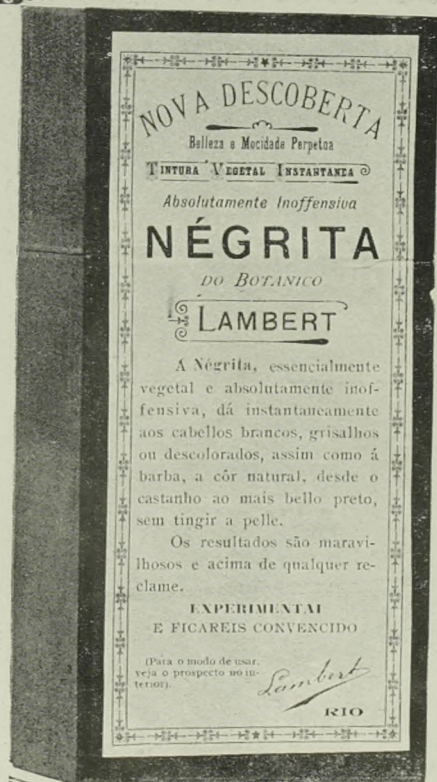 NOVA DESCOBERTA
Belleza e Mocidade Perpetua
TINTURA VEGETAL INSTANTANEA
Absolutamente Inoffensiva
NÉGRITA
DO BOTANICO
LAMBERT
A Négrita, essencialmente
vegetal e absolutamente inof-
fensiva, dá instantaneamente
aos cabellos brancos, grisalhos
ou descolorados, assim como á
barba, a côr natural, desde o
castanho ao mais bello preto,
sem tingir a pelle.
Os resultados são maravi-
lhosos e acima de qualquer re-
clame.
EXPERIMENTAI
E FICAREIS CONVENCIDO
(Para o modo de usar,
veja o prospecto no in-
terior).
Lambert
RIO